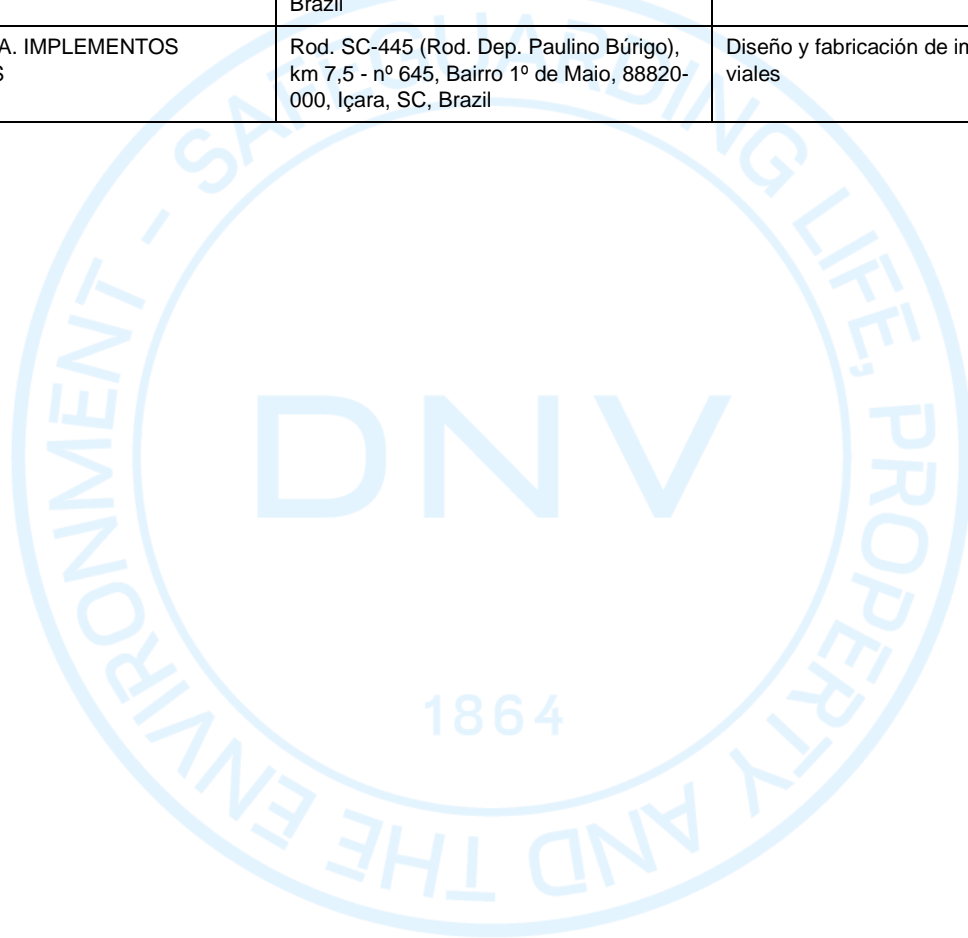 Brazil
A. IMPLEMENTOS
S
Rod. SC-445 (Rod. Dep. Paulino Búrigo),
km 7,5 - nº 645, Bairro 1º de Maio, 88820-
000, Içara, SC, Brazil
Diseño y fabricación de im
viales
SAFEGUARDING LIFE, PROPERTY AND THE ENVIRONMENT -
DNV
1864